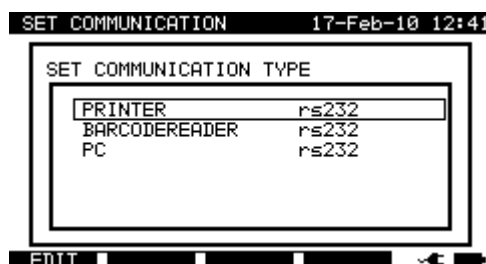 SET COMMUNICATION 17-Feb-10 12:41
SET COMMUNICATION TYPE
PRINTER rs232
BARCODEREADER rs232
PC rs232
EDIT